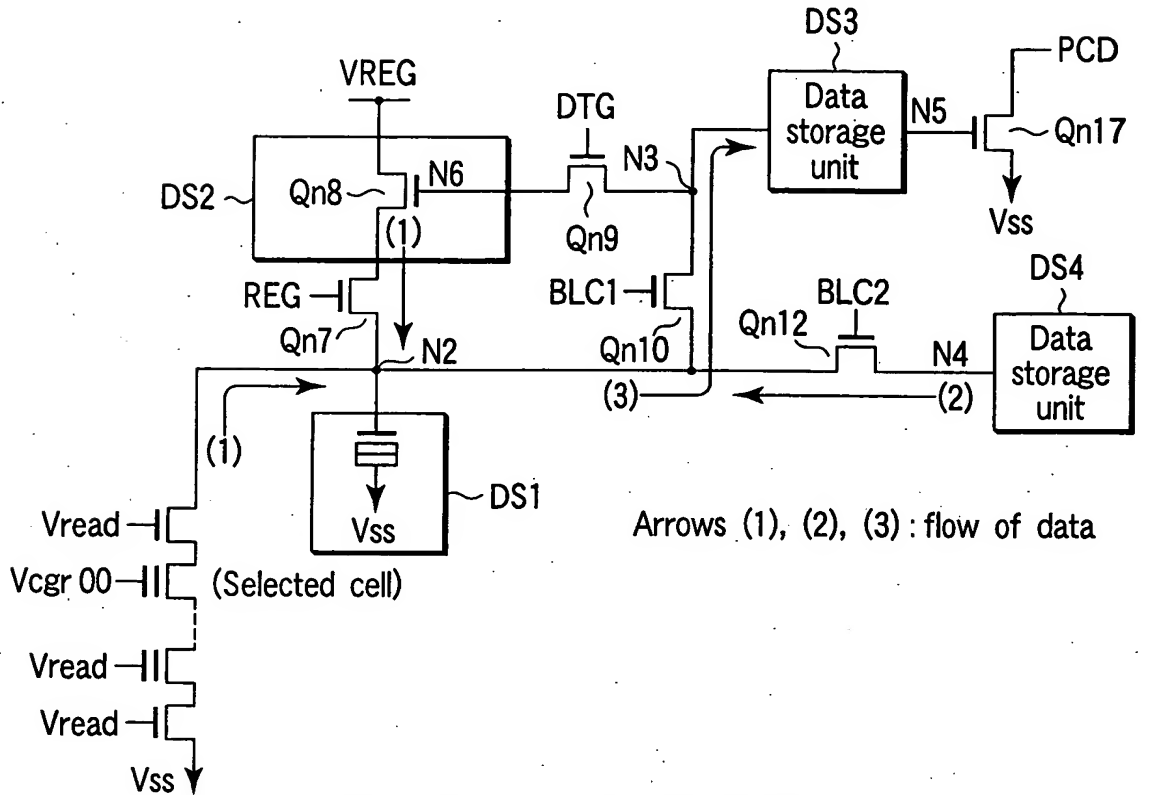 DS3
PCD
VREG
DTG
Data
storage
unit
N5
Qn17
N6
N3
Qn8
DS2
(1)
Qn9
Vss
DS4
REG
BLC1
BLC2
Qn7
N2
Qn10
Qn12
N4
Data
storage
unit
(3)
(2)
(1)
DS1
Vss
Vread
Arrows (1), (2), (3) : flow of data
Vcgr 00
(Selected cell)
Vread
Vread
Vss